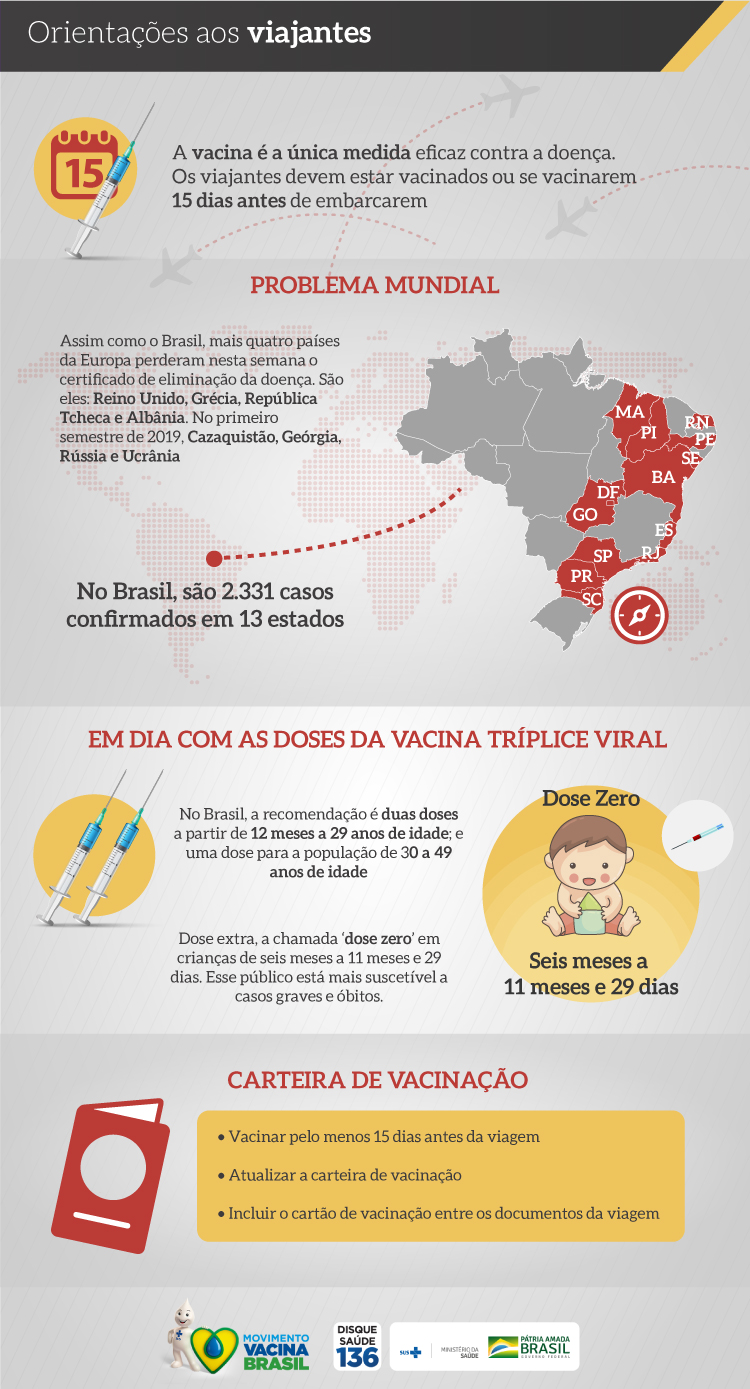 Orientações aos viajantes
15
A vacina é a única medida eficaz contra a doença.
Os viajantes devem estar vacinados ou se vacinarem
15 dias antes de embarcarem
PROBLEMA MUNDIAL
Assim como o Brasil, mais quatro países
da Europa perderam nesta semana o
certificado de eliminação da doença. São
eles: Reino Unido, Grécia, República
Tcheca e Albânia. No primeiro
semestre de 2019, Cazaquistão, Geórgia,
Rússia e Ucrânia
MA
PI
RN
PE
SE
BA
DF
GO
ES
RJ
SP
PR
SC
No Brasil, são 2.331 casos
confirmados em 13 estados
EM DIA COM AS DOSES DA VACINA TRÍPLICE VIRAL
No Brasil, a recomendação é duas doses
a partir de 12 meses a 29 anos de idade; e
uma dose para a população de 30 a 49
anos de idade
Dose extra, a chamada ‘dose zero’ em
crianças de seis meses a 11 meses e 29
dias. Esse público está mais suscetível a
casos graves e óbitos.
Dose Zero
Seis meses a
11 meses e 29 dias
CARTEIRA DE VACINAÇÃO
• Vacinar pelo menos 15 dias antes da viagem
• Atualizar a carteira de vacinação
• Incluir o cartão de vacinação entre os documentos da viagem
MOVIMENTO
VACINA
BRASIL
DISQUE
SAÚDE
136
SUS
MINISTÉRIO DA
SAÚDE
PÁTRIA AMADA
BRASIL
GOVERNO FEDERAL